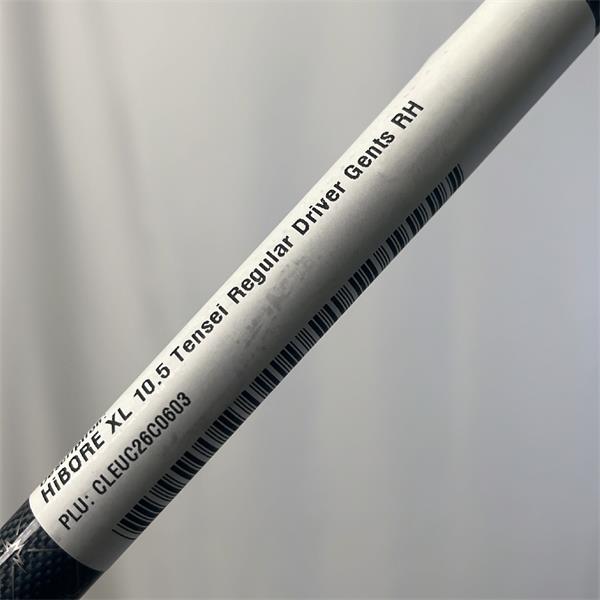 HiBORE XL 10.5 Tensei Regular Driver Gents RH
PLU: CLEUC26C0603